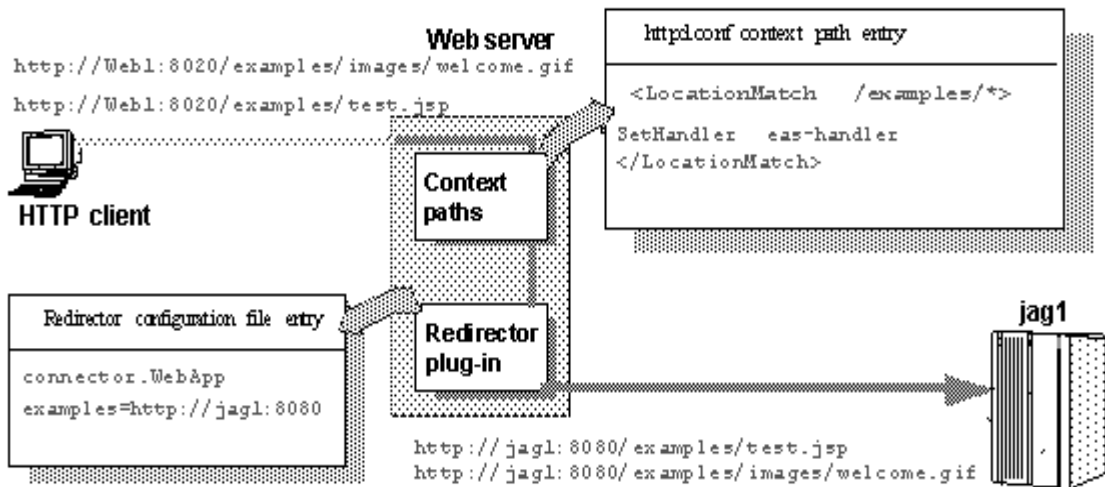 Web server
http://Web1:8020/examples/images/welcome.gif
http://Web1:8020/examples/test.jsp
HTTP client
httpd.conf context path entry
<LocationMatch /examples/*>
SetHandler eas-handler
</LocationMatch>
Context
paths
Redirector configuration file entry
connector.WebApp
examples=http://jag1:8080
Redirector
plug-in
jag1
http://jag1:8080/examples/test.jsp
http://jag1:8080/examples/images/welcome.gif